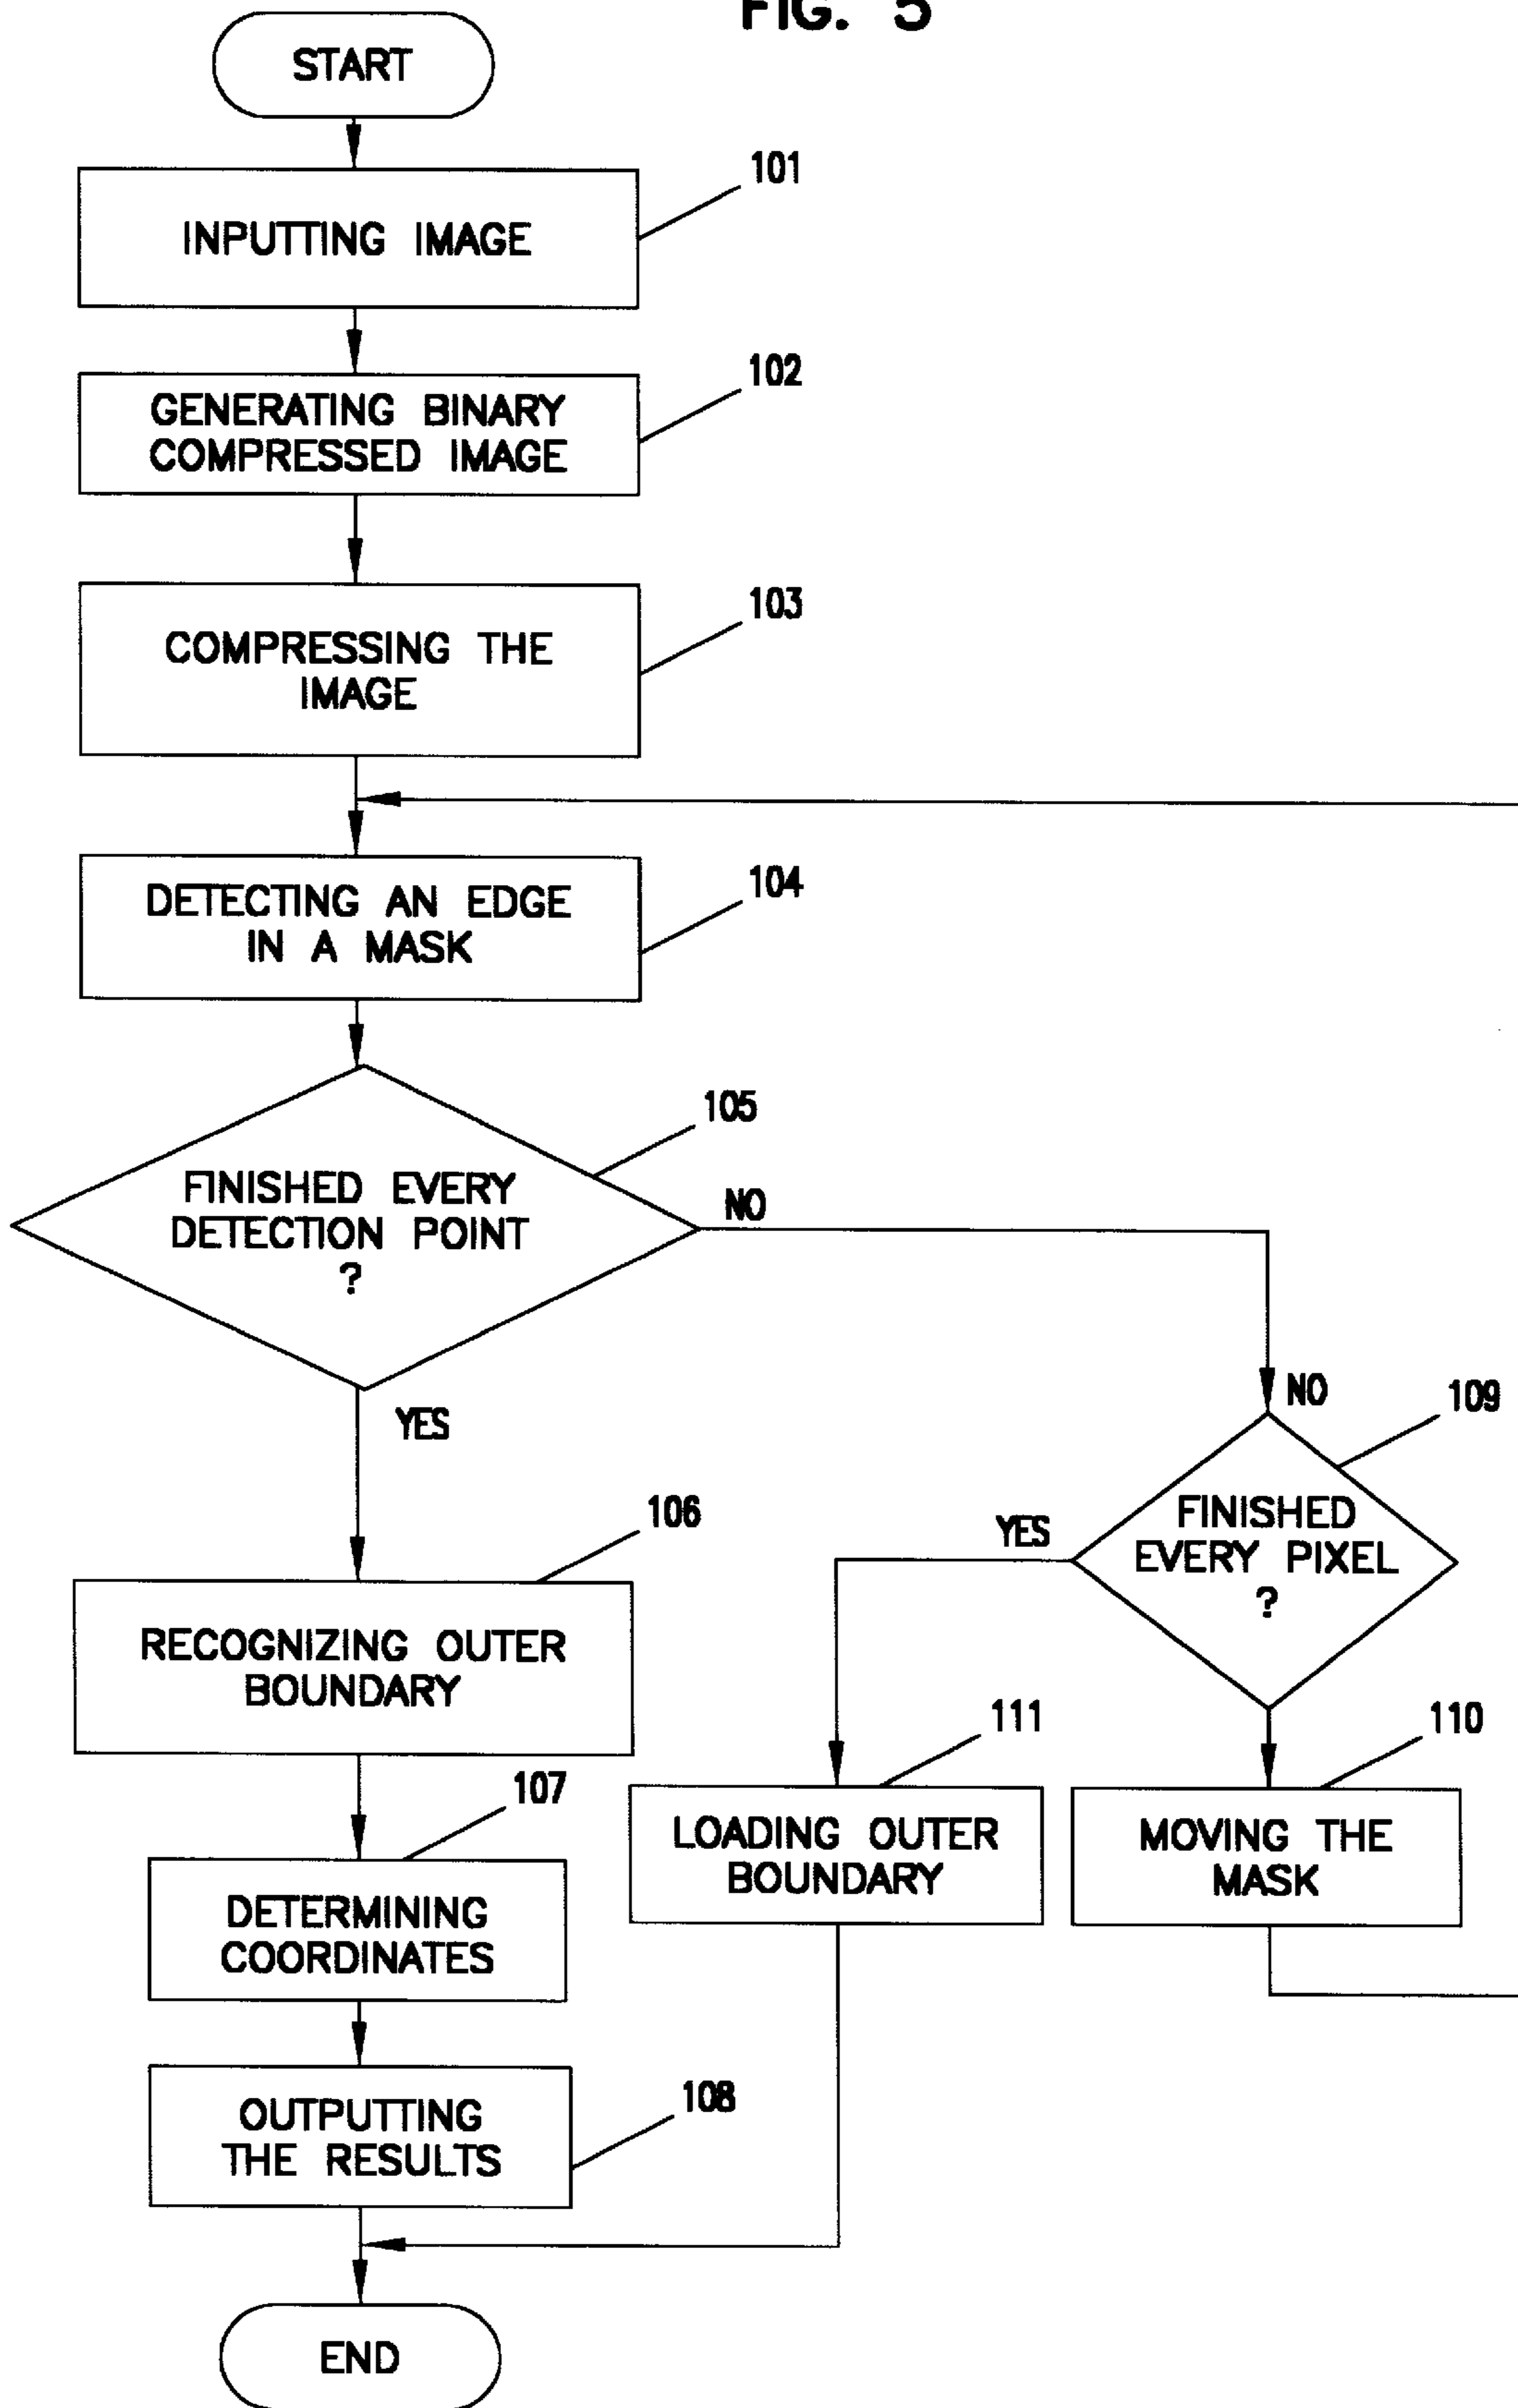 FIG. 5
START
101
INPUTTING IMAGE
102
GENERATING BINARY
COMPRESSED IMAGE
103
COMPRESSING THE
IMAGE
104
DETECTING AN EDGE
IN A MASK
105
FINISHED EVERY
DETECTION POINT
?
NO
YES
NO
109
FINISHED
EVERY PIXEL
?
YES
106
RECOGNIZING OUTER
BOUNDARY
111
LOADING OUTER
BOUNDARY
110
MOVING THE
MASK
107
DETERMINING
COORDINATES
108
OUTPUTTING
THE RESULTS
END